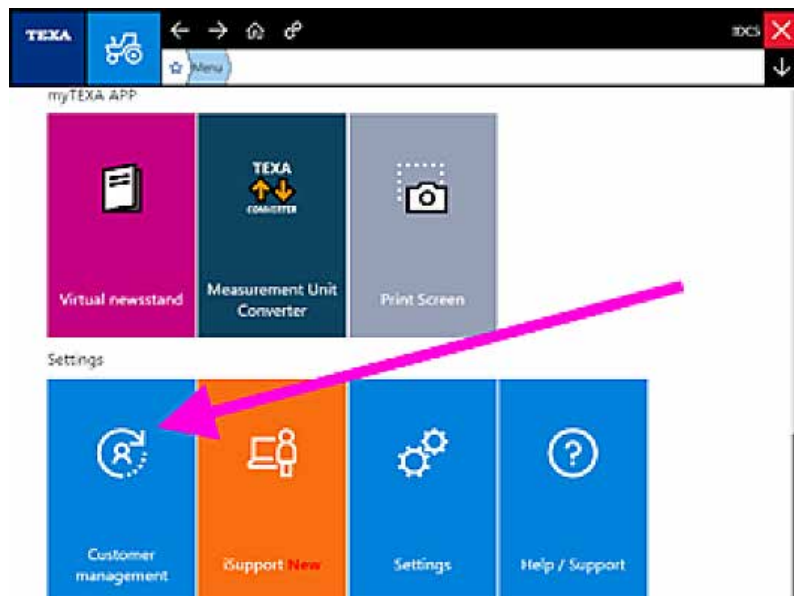 TEXA
IDC5
Menu
myTEXA APP
TEXA
CONVERTER
Virtual newsstand
Measurement Unit
Converter
Print Screen
Settings
Customer
management
iSupport New
Settings
Help / Support